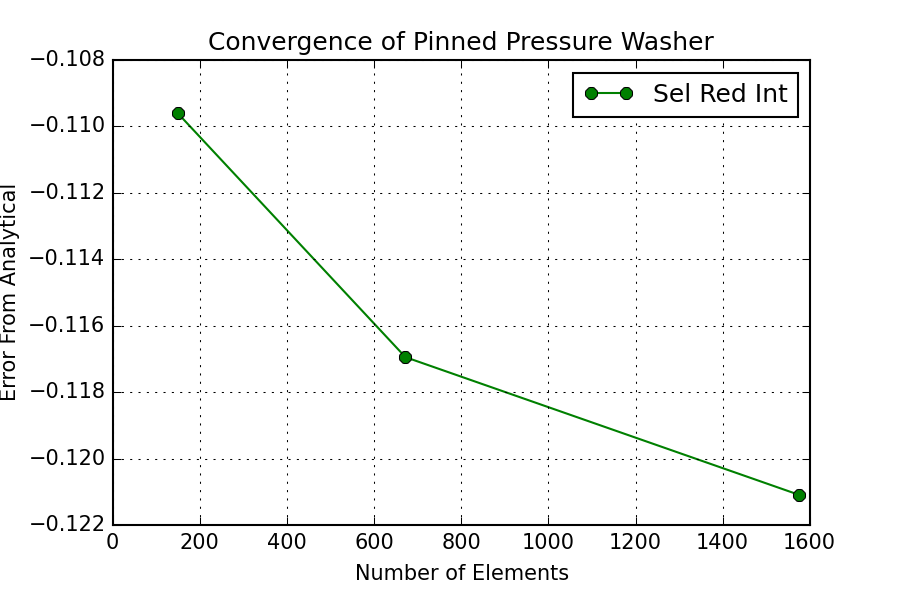 Convergence of Pinned Pressure Washer
Sel Red Int
Error From Analytical
−0.108
−0.110
−0.112
−0.114
−0.116
−0.118
−0.120
−0.122
0 200 400 600 800 1000 1200 1400 1600
Number of Elements